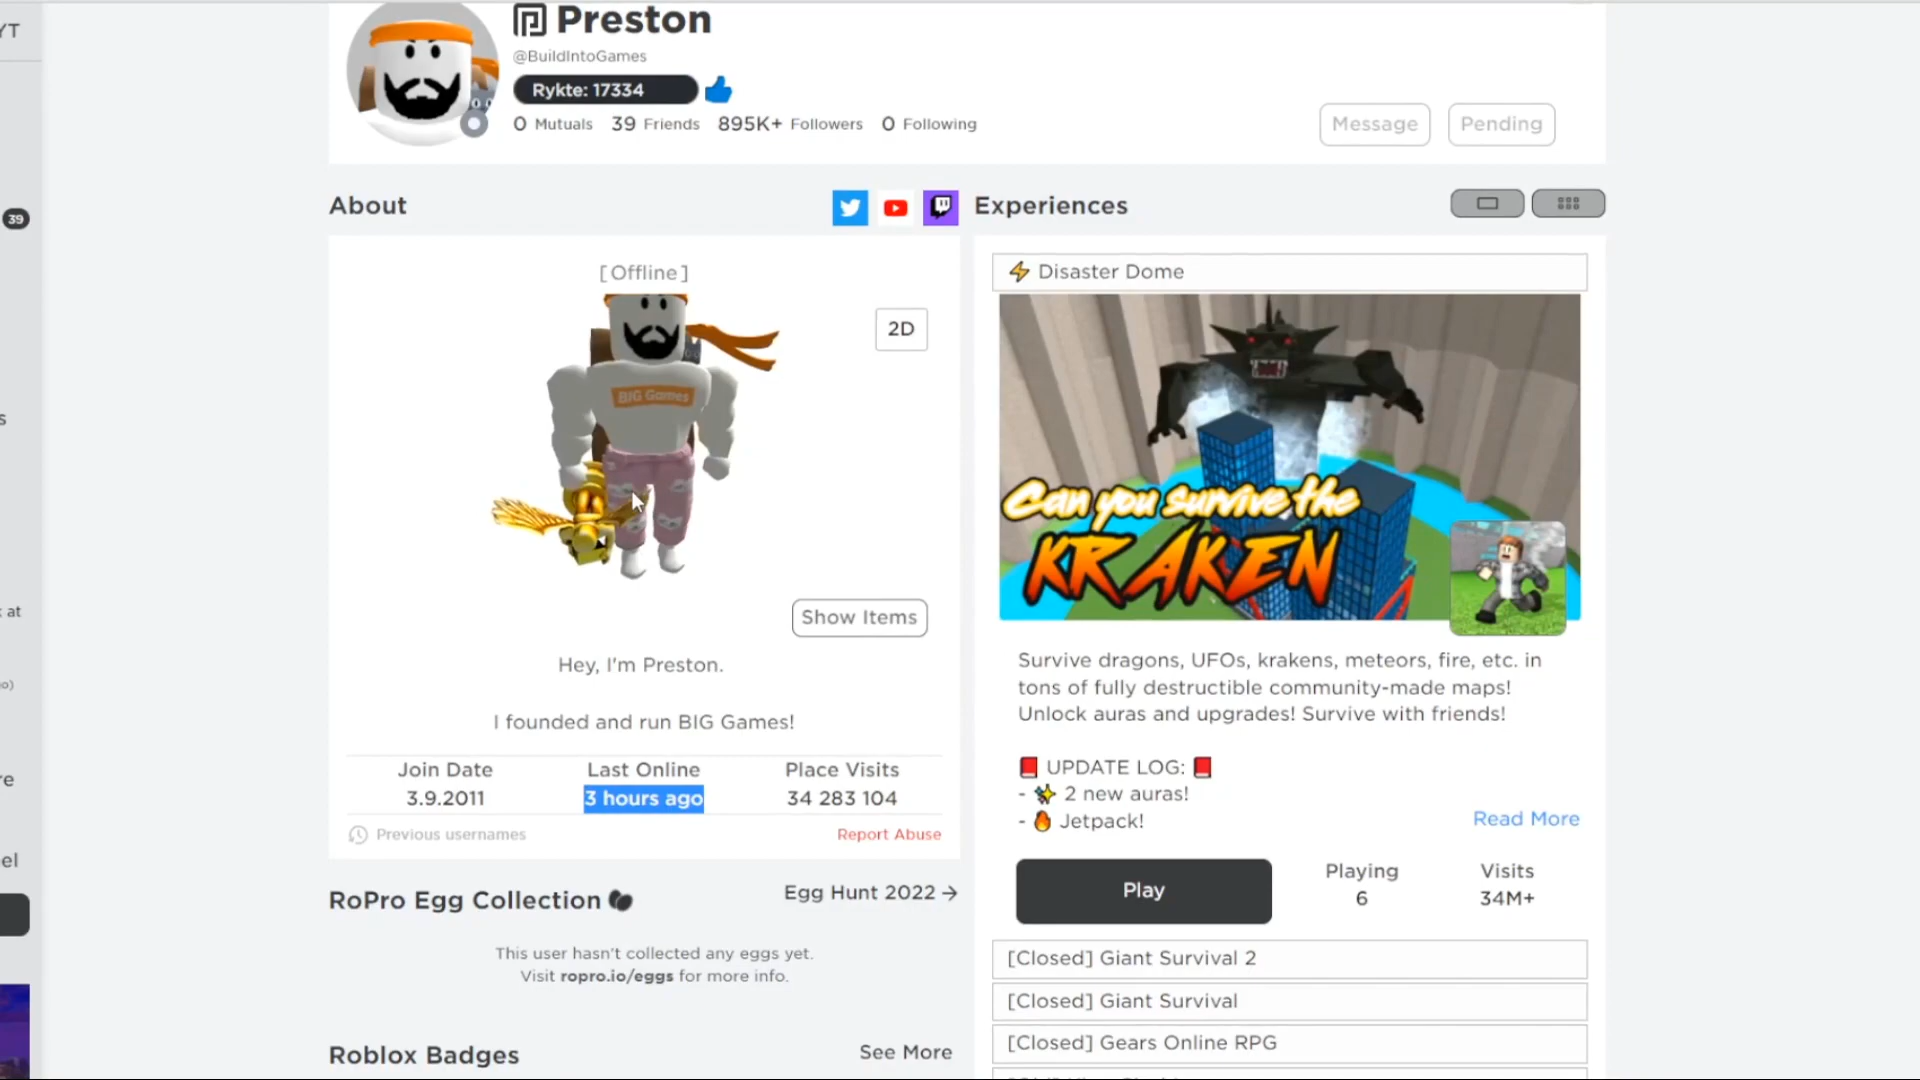 YT
Preston
@BuildIntoGames
Rykte: 17334
0 Mutuals 39 Friends 895K+ Followers 0 Following
Message
Pending
39
About
Experiences
[Offline]
2D
BIG Games
Show Items
Hey, I'm Preston.
I founded and run BIG Games!
Join Date
Last Online
Place Visits
3.9.2011
3 hours ago
34 283 104
Previous usernames
Report Abuse
RoPro Egg Collection
Egg Hunt 2022 →
This user hasn't collected any eggs yet.
Visit ropro.io/eggs for more info.
Roblox Badges
See More
⚡ Disaster Dome
Can you survive the
KRAKEN
Survive dragons, UFOs, krakens, meteors, fire, etc. in
tons of fully destructible community-made maps!
Unlock auras and upgrades! Survive with friends!
📕 UPDATE LOG: 📕
- ✨ 2 new auras!
- 🔥 Jetpack!
Read More
Play
Playing
6
Visits
34M+
[Closed] Giant Survival 2
[Closed] Giant Survival
[Closed] Gears Online RPG